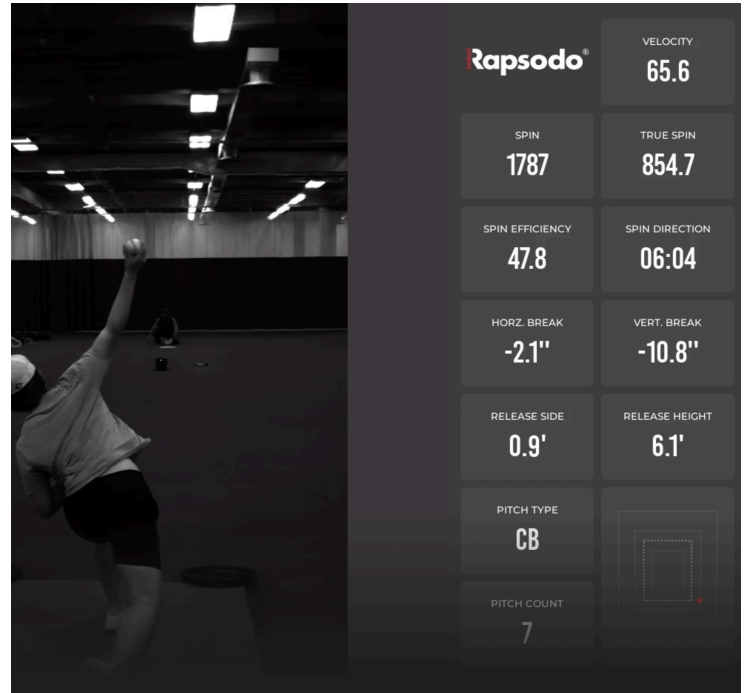 Rapsodo®
VELOCITY
65.6
SPIN
1787
TRUE SPIN
854.7
SPIN EFFICIENCY
47.8
SPIN DIRECTION
06:04
HORZ. BREAK
-2.1"
VERT. BREAK
-10.8"
RELEASE SIDE
0.9'
RELEASE HEIGHT
6.1'
PITCH TYPE
CB
PITCH COUNT
7